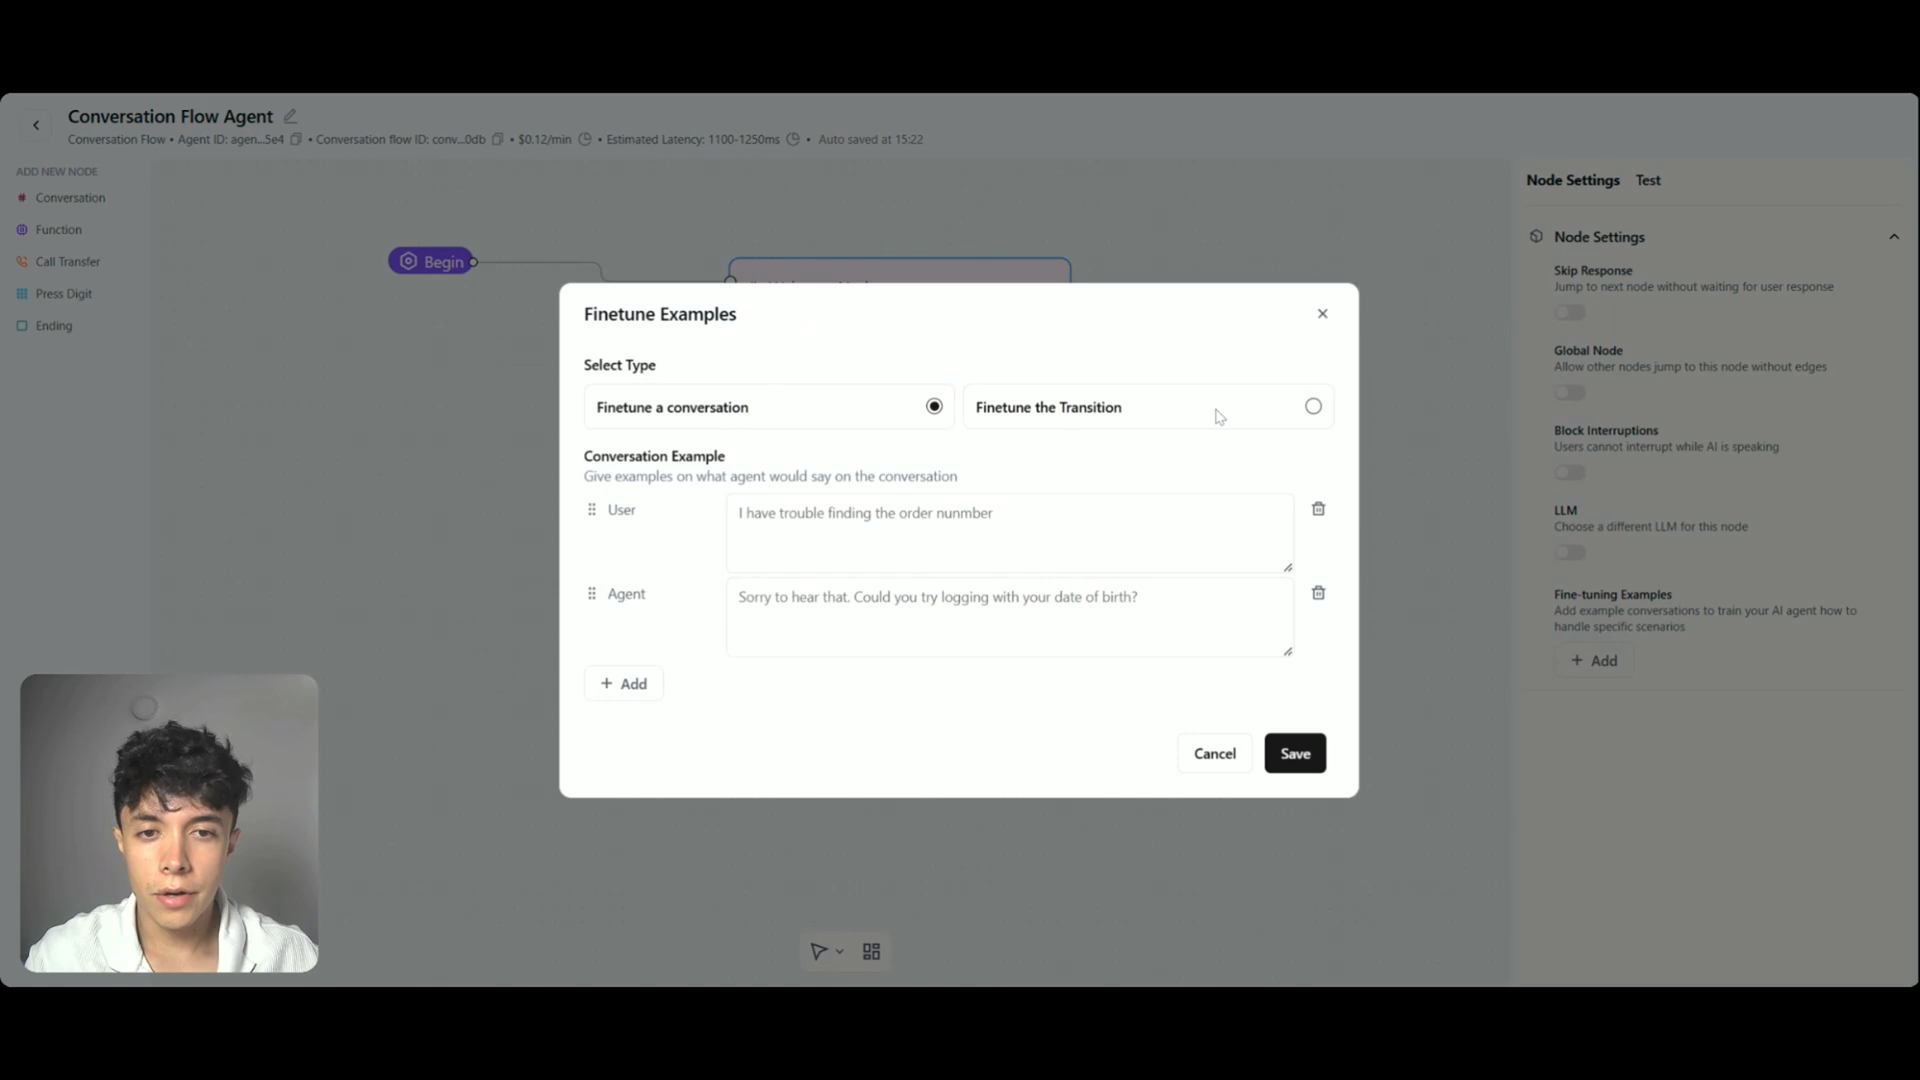 Conversation Flow Agent
Conversation Flow • Agent ID: agen...5e4 • Conversation flow ID: conv...0db • $0.12/min • Estimated Latency: 1100-1250ms • Auto saved at 15:22
ADD NEW NODE
Conversation
Function
Call Transfer
Press Digit
Ending
Begin
Finetune Examples
Select Type
Finetune a conversation
Finetune the Transition
Conversation Example
Give examples on what agent would say on the conversation
User
I have trouble finding the order nunmber
Agent
Sorry to hear that. Could you try logging with your date of birth?
+ Add
Cancel
Save
Node Settings Test
Node Settings
Skip Response
Jump to next node without waiting for user response
Global Node
Allow other nodes jump to this node without edges
Block Interruptions
Users cannot interrupt while AI is speaking
LLM
Choose a different LLM for this node
Fine-tuning Examples
Add example conversations to train your AI agent how to
handle specific scenarios
+ Add